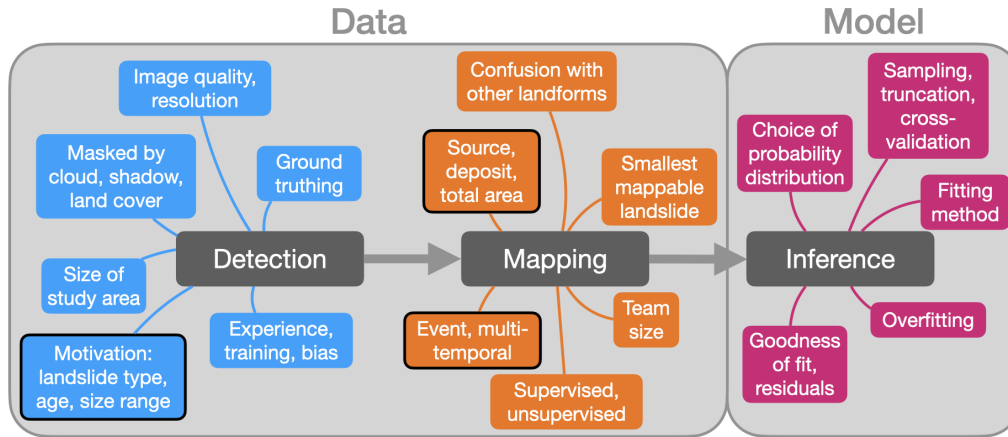 Data
Model
Image quality,
resolution
Masked by
cloud, shadow,
land cover
Ground
truthing
Detection
Size of
study area
Motivation:
landslide type,
age, size range
Experience,
training, bias
Confusion with
other landforms
Source,
deposit,
total area
Smallest
mappable
landslide
Mapping
Event, multi-
temporal
Team
size
Supervised,
unsupervised
Sampling,
truncation,
cross-
validation
Choice of
probability
distribution
Fitting
method
Inference
Goodness
of fit,
residuals
Overfitting